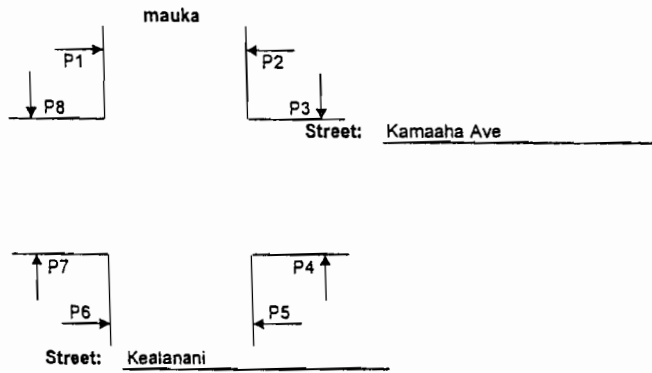 mauka
P1 P2
P8 P3
Street: Kamaaha Ave
P7 P4
P6 P5
Street: Kealanani